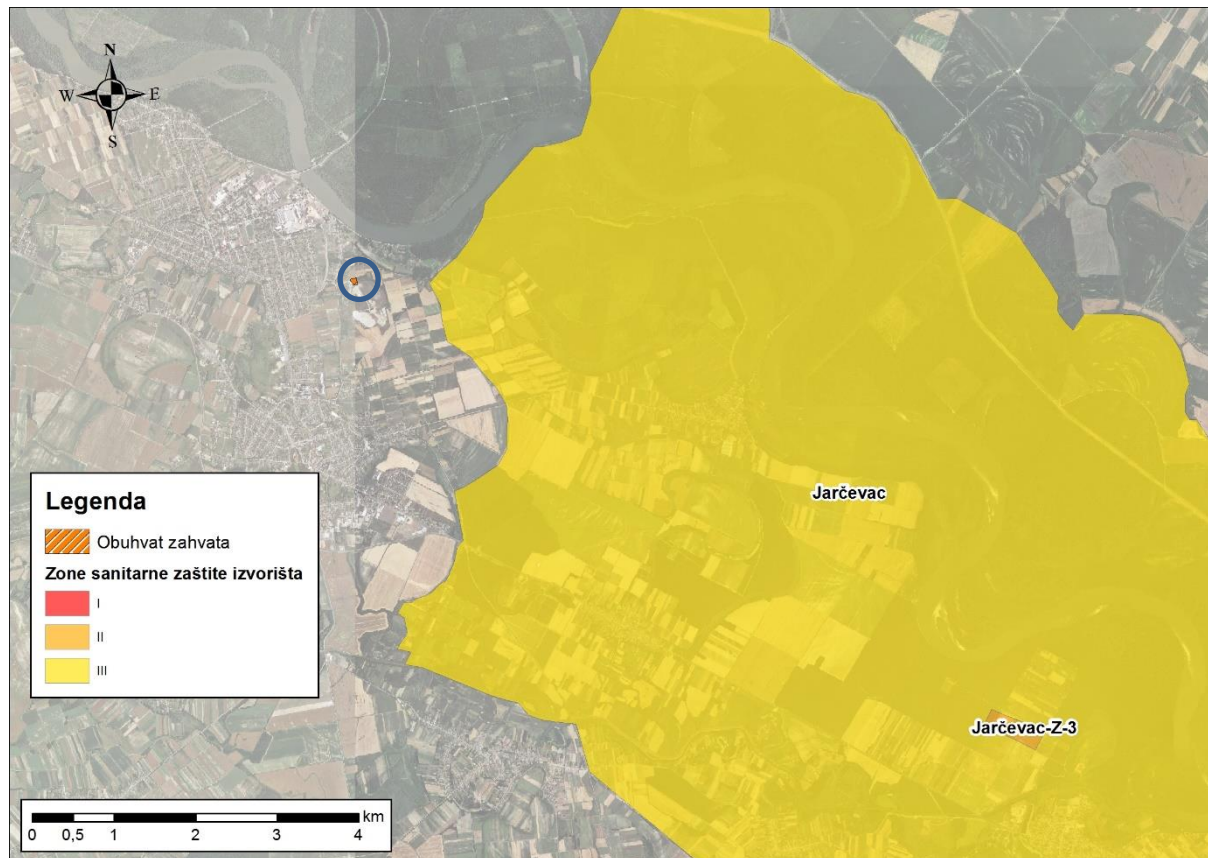 N
W E
S
Jarčevac
Legenda
Obuhvat zahvata
Zone sanitarne zaštite izvorišta
I
II
III
Jarčevac-Z-3
km
0 0,5 1 2 3 4